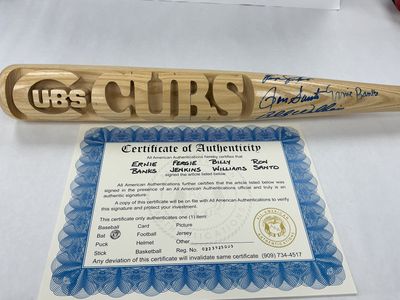 CUBS CUBS
Ron Santo Ernie Banks
Certificate of Authenticity
All American Authentications hereby certifies that
ERNIE FERGIE BILLY RON
BANKS JENKINS WILLIAMS SANTO
signed the article listed below.
All American Authentications further certifies that the article listed below was
signed in the presence of an All American Authentications official and truly is an
authentic signature.
A copy of this certificate will be on file with All American Authentications to verify
this signature and protect your investment.
This certificate only authenticates one (1) item:
Baseball Card Picture
Bat Football Jersey
Puck Helmet Other
Stick Basketball Reg. No.
Any deviation of this certificate will invalidate same certificate (909) 734-4517